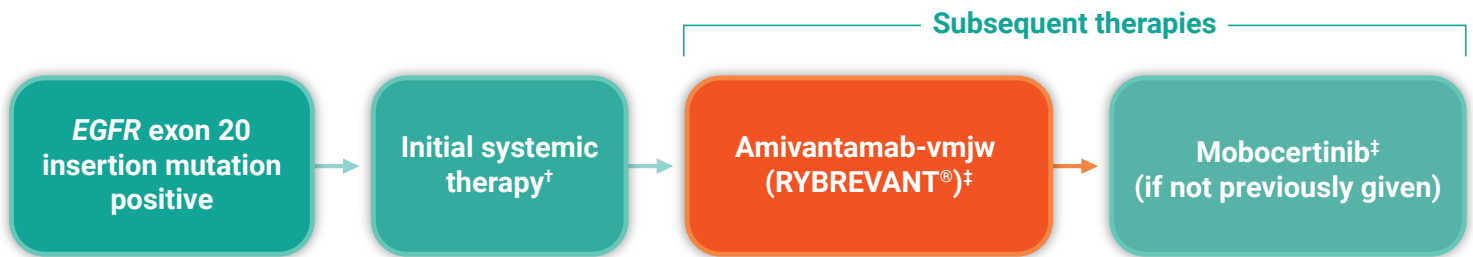 Subsequent therapies
EGFR exon 20
insertion mutation
positive
Initial systemic
therapy†
Amivantamab-vmjw
(RYBREVANT®)‡
Mobocertinib‡
(if not previously given)